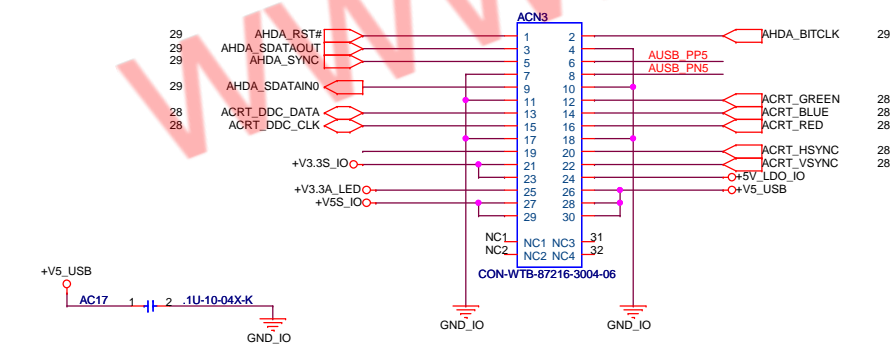 ACN3
29 AHDA_RST# 1 2 AHDA_BITCLK 29
29 AHDA_SDATAOUT 3 4
29 AHDA_SYNC 5 6 AUSB_PP5
7 8 AUSB_PN5
29 AHDA_SDATAIN0 9 10
11 12 ACRT_GREEN 28
28 ACRT_DDC_DATA 13 14 ACRT_BLUE 28
28 ACRT_DDC_CLK 15 16 ACRT_RED 28
17 18
19 20 ACRT_HSYNC 28
+V3.3S_IO 21 22 ACRT_VSYNC 28
23 24 +5V_LDO_IO
+V3.3A_LED 25 26 +V5_USB
+V5S_IO 27 28
29 30
NC1 NC1 NC3 31
NC2 NC2 NC4 32
CON-WTB-87216-3004-06
+V5_USB
AC17 1 2 .1U-10-04X-K
GND_IO
GND_IO
GND_IO
WWW